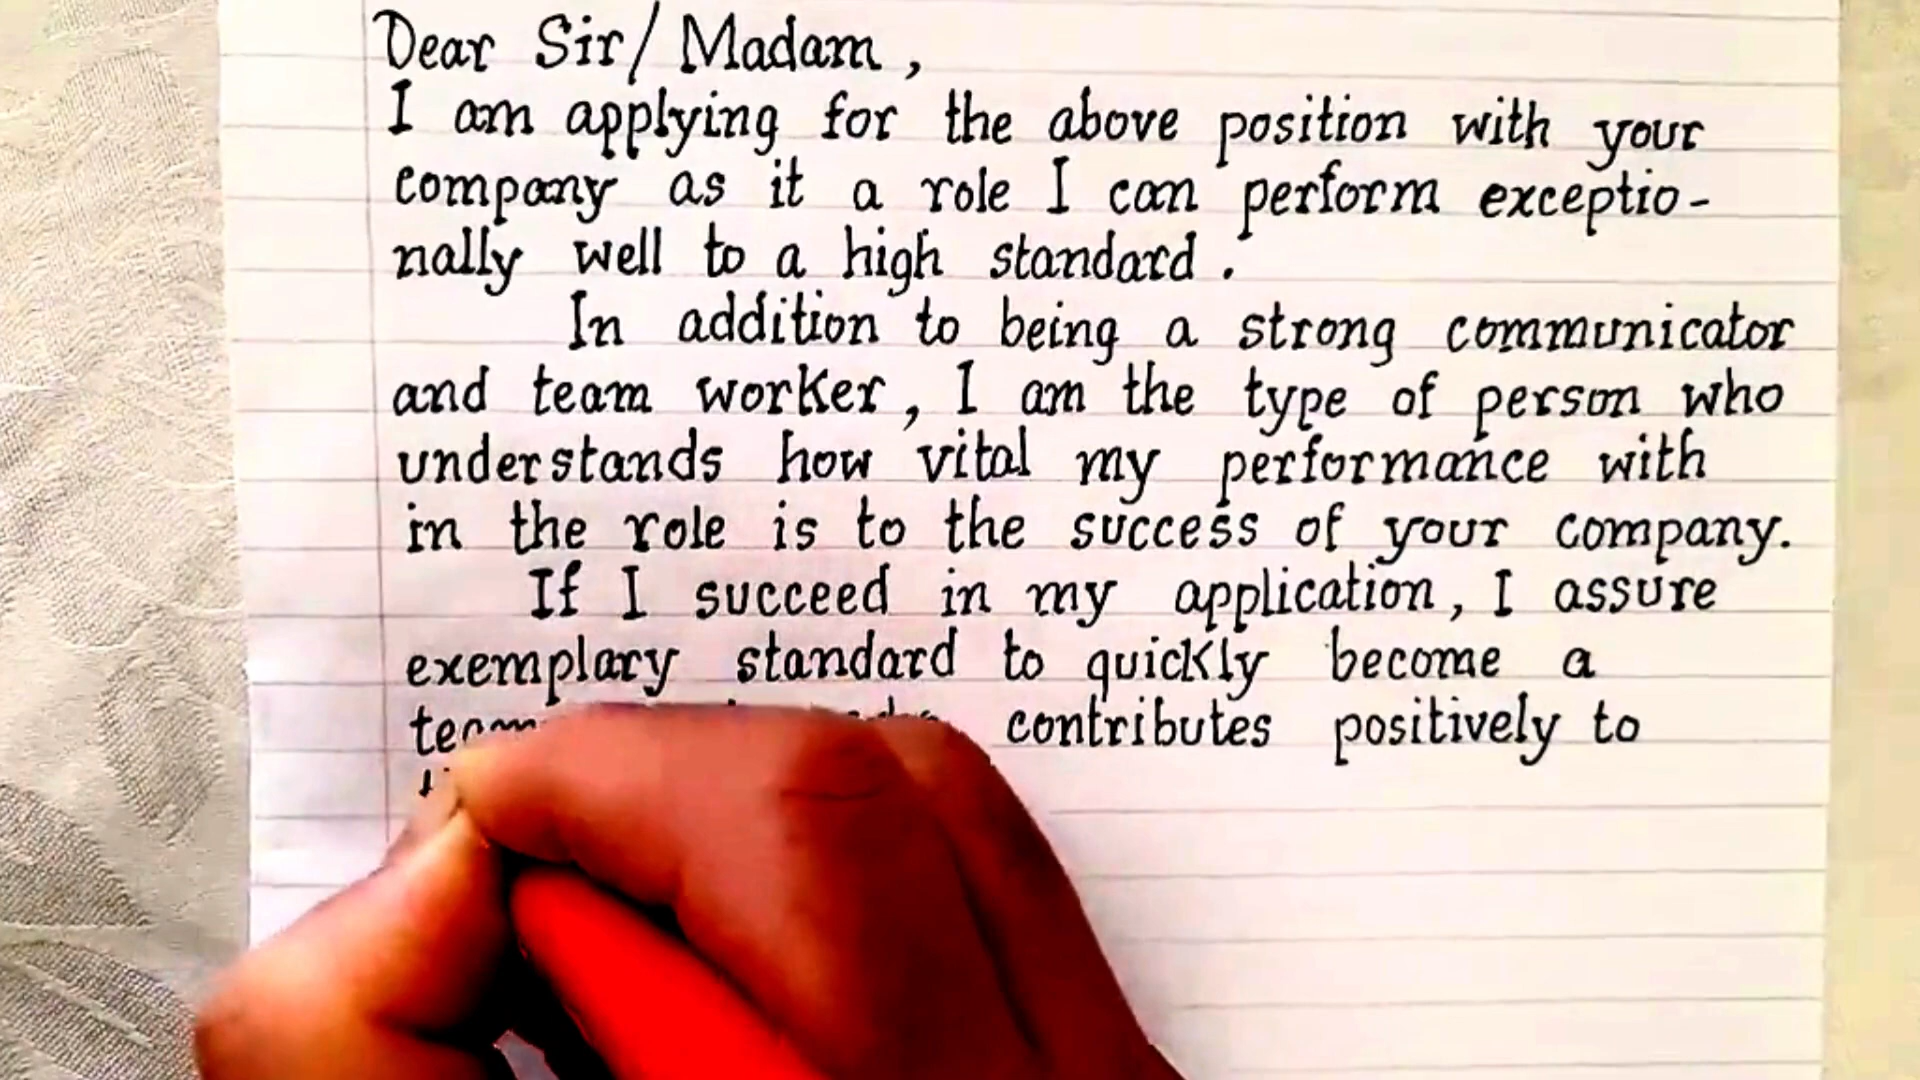 Dear Sir/Madam,
I am applying for the above position with your
company as it a role I can perform exceptio-
nally well to a high standard.
In addition to being a strong communicator
and team worker, I am the type of person who
understands how vital my performance with
in the role is to the success of your company.
If I succeed in my application, I assure
exemplary standard to quickly become a
team contributes positively to